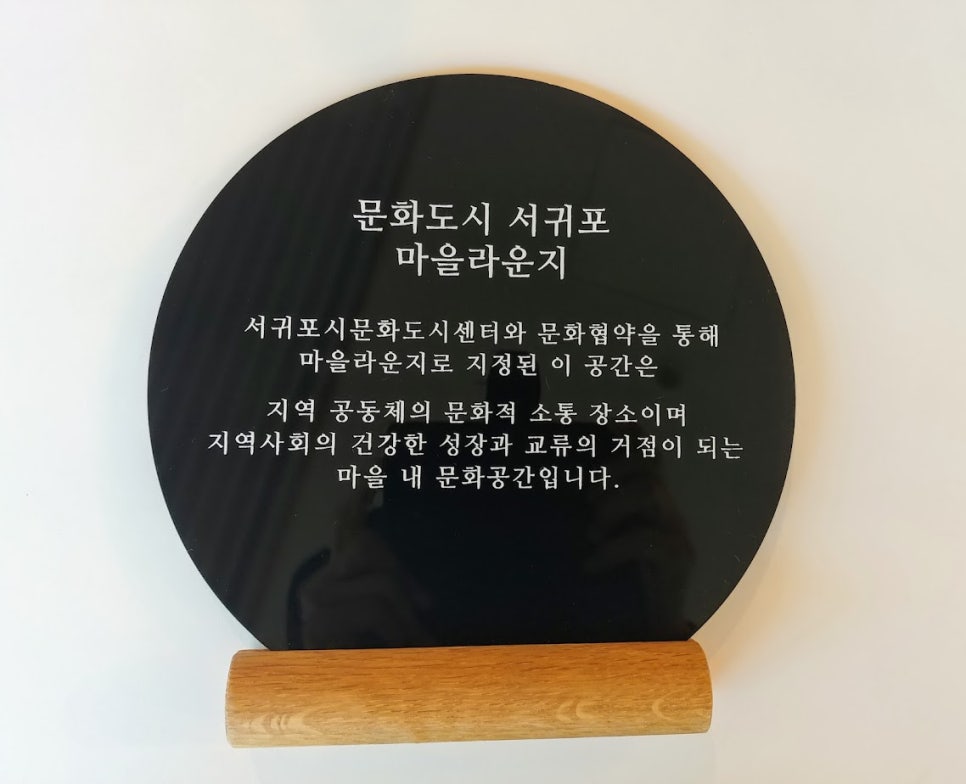 문화도시 서귀포
마을라운지
서귀포시문화도시센터와 문화협약을 통해
마을라운지로 지정된 이 공간은
지역 공동체의 문화적 소통 장소이며
지역사회의 건강한 성장과 교류의 거점이 되는
마을 내 문화공간입니다.